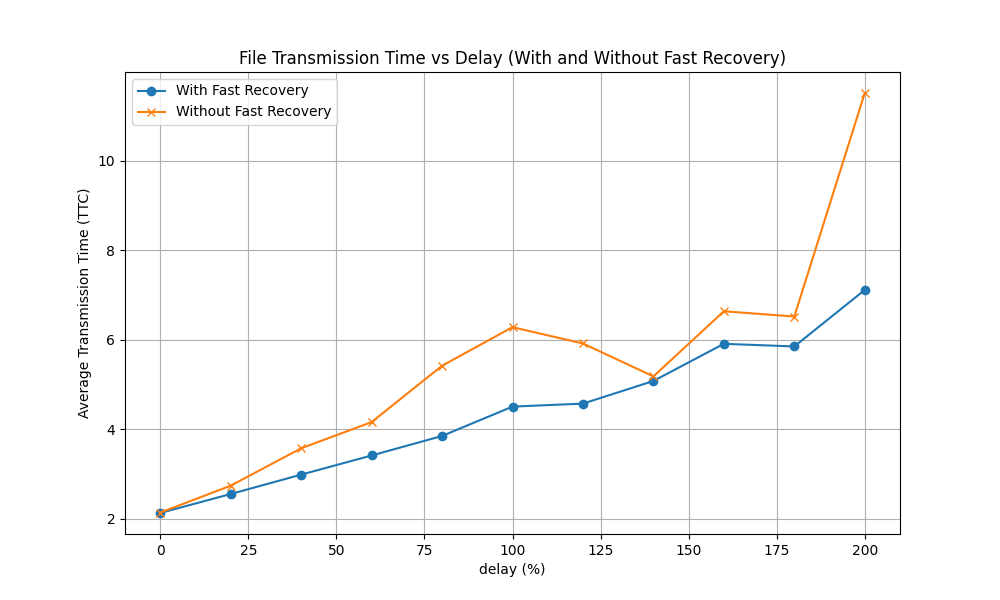 File Transmission Time vs Delay (With and Without Fast Recovery)
With Fast Recovery
Without Fast Recovery
Average Transmission Time (TTC)
10
8
6
4
2
0 25 50 75 100 125 150 175 200
delay (%)